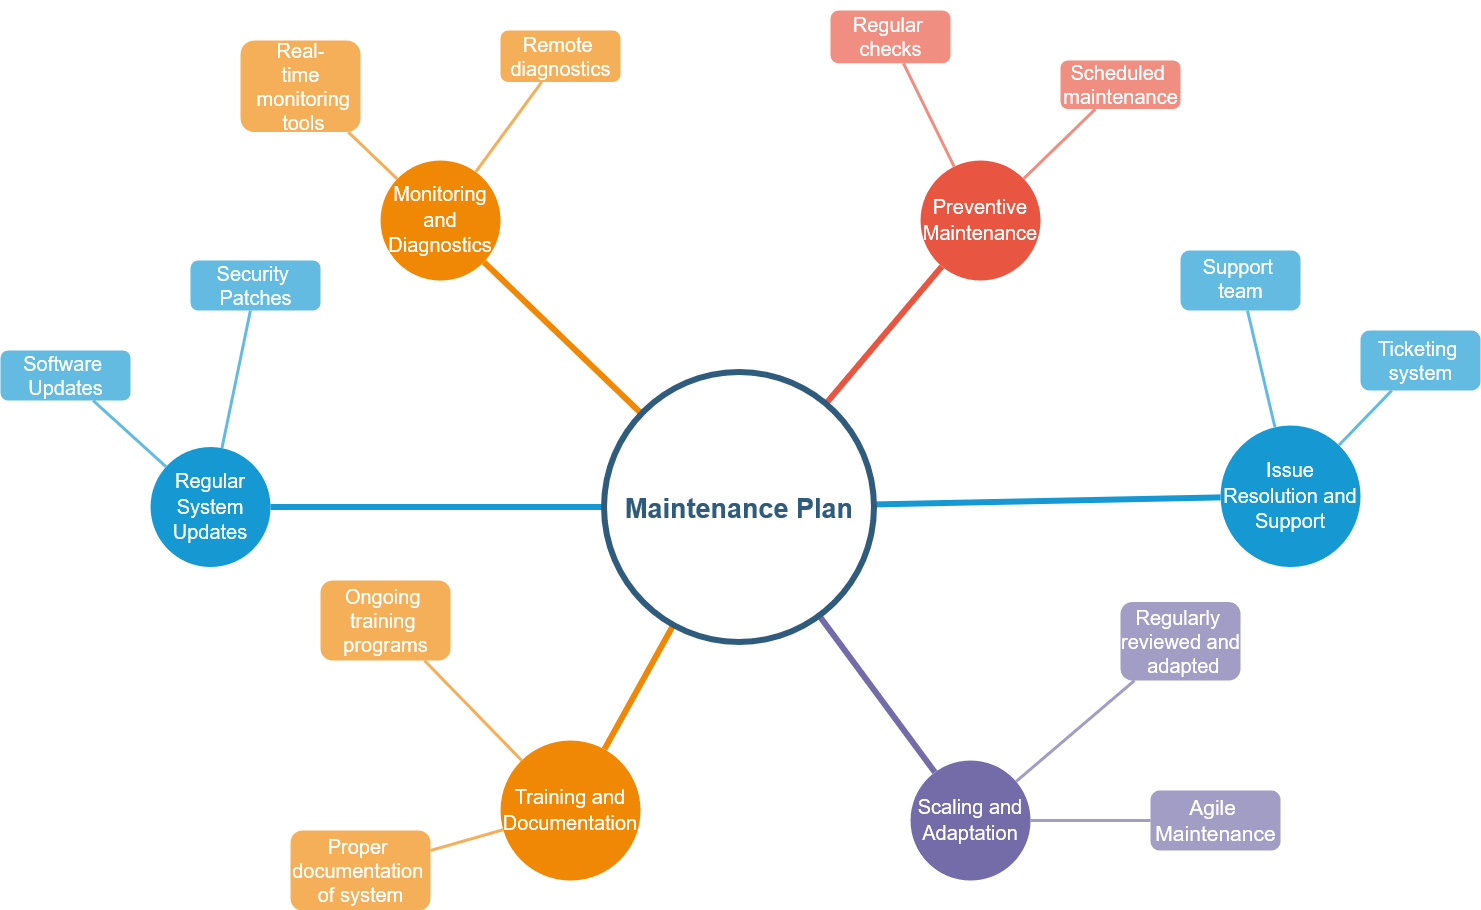 Real-
time
monitoring
tools
Remote
diagnostics
Monitoring
and
Diagnostics
Regular
checks
Scheduled
maintenance
Preventive
Maintenance
Security
Patches
Software
Updates
Regular
System
Updates
Support
team
Ticketing
system
Issue
Resolution and
Support
Maintenance Plan
Ongoing
training
programs
Proper
documentation
of system
Training and
Documentation
Regularly
reviewed and
adapted
Agile
Maintenance
Scaling and
Adaptation